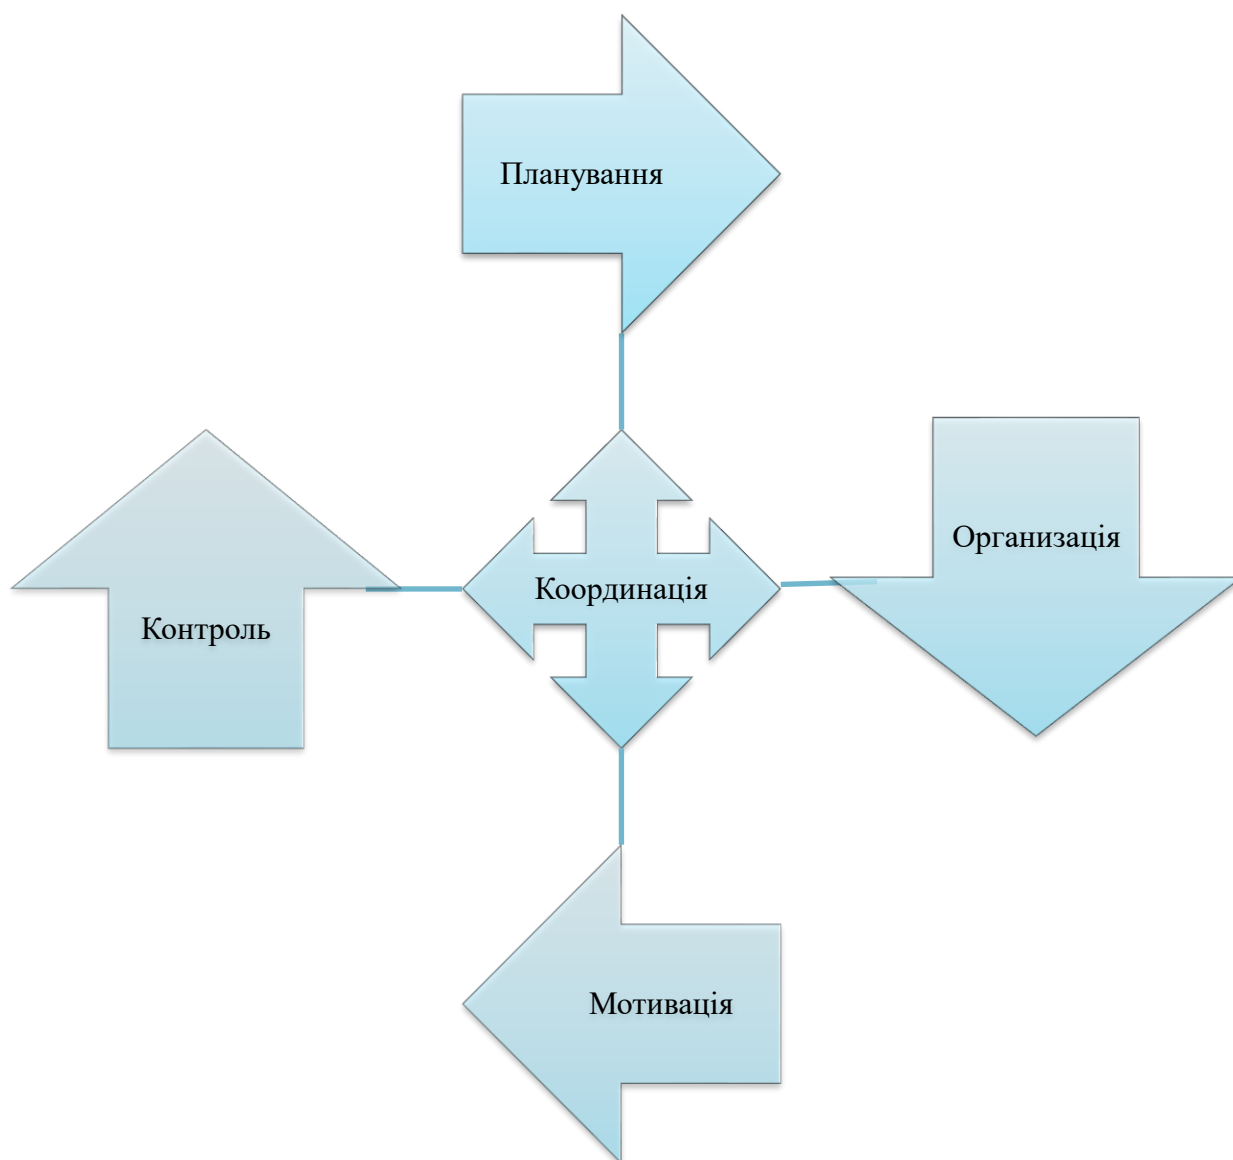 Планування
Организація
Координація
Контроль
Мотивація